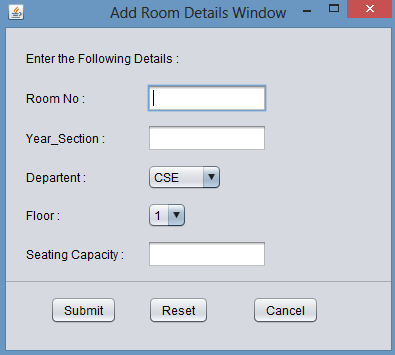 Add Room Details Window
Enter the Following Details :
Room No :
Year_Section :
Departent : CSE
Floor : 1
Seating Capacity :
Submit Reset Cancel